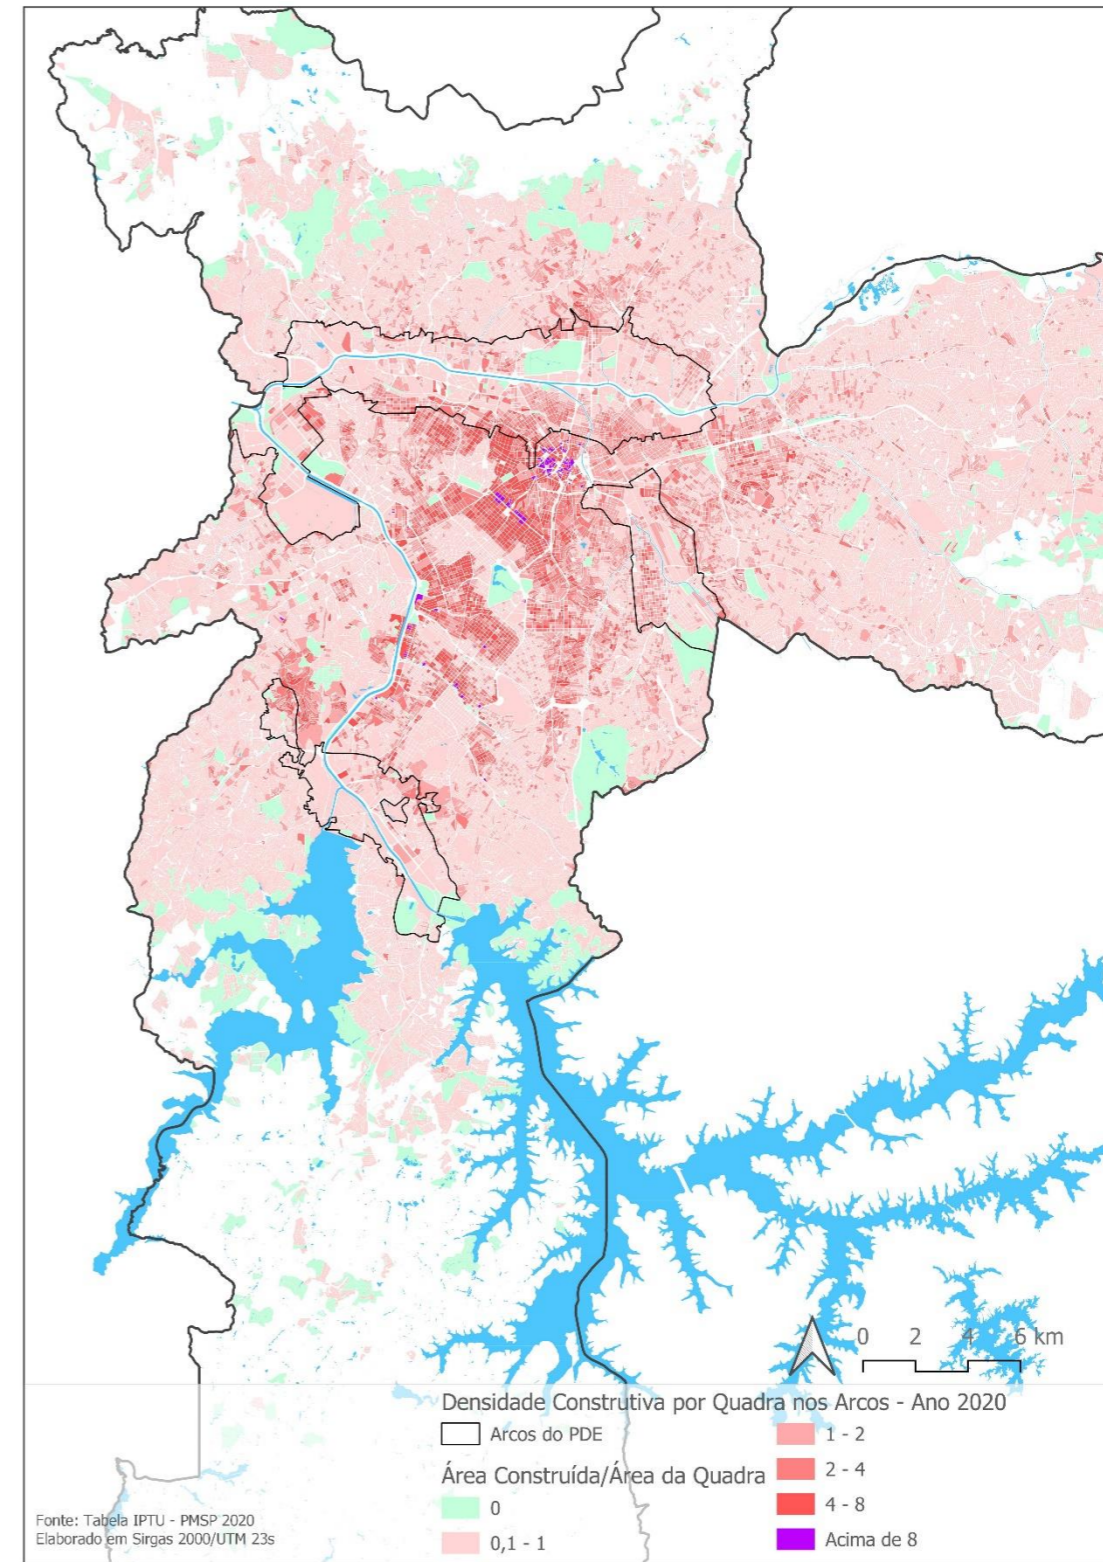 0 2 4 6 km
Densidade Construtiva por Quadra nos Arcos - Ano 2020
Arcos do PDE
Área Construída/Área da Quadra
0
0,1 - 1
1 - 2
2 - 4
4 - 8
Acima de 8
Fonte: Tabela IPTU - PMSP 2020
Elaborado em Sirgas 2000/UTM 23s